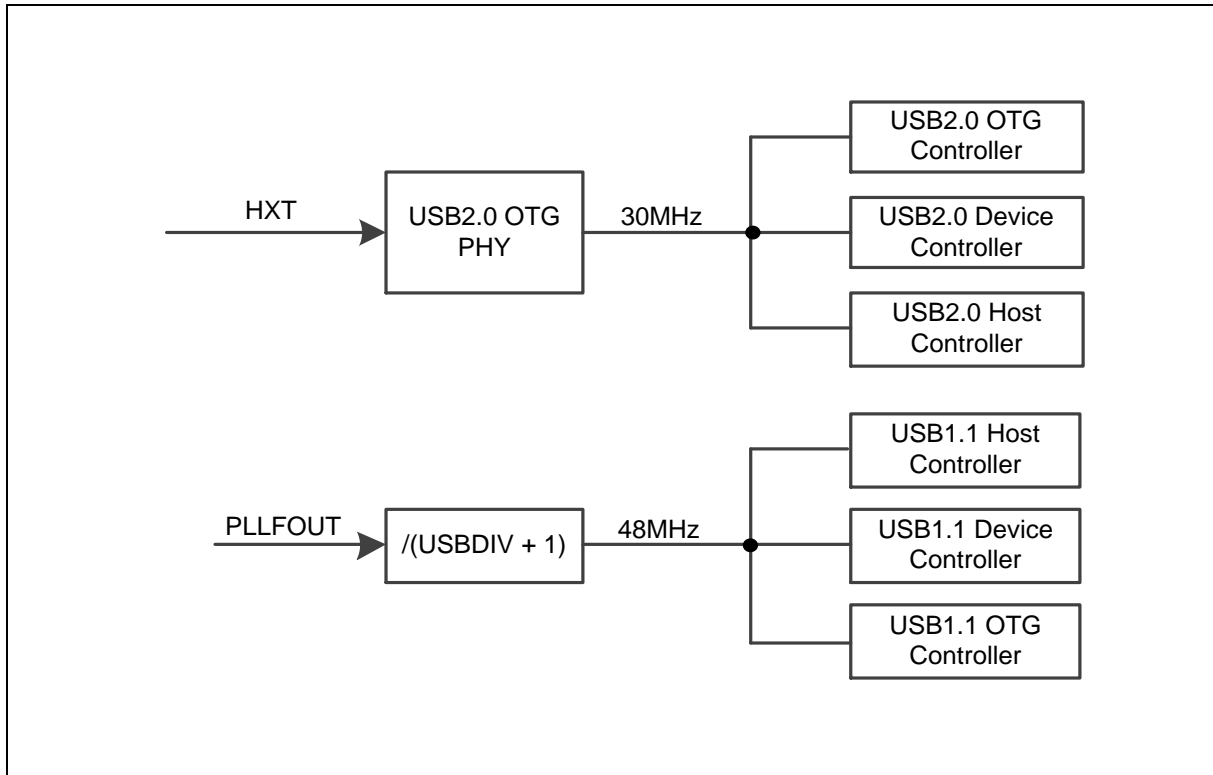 HXT
USB2.0 OTG
PHY
30MHz
USB2.0 OTG
Controller
USB2.0 Device
Controller
USB2.0 Host
Controller
PLLFOUT
/(USBDIV + 1)
48MHz
USB1.1 Host
Controller
USB1.1 Device
Controller
USB1.1 OTG
Controller